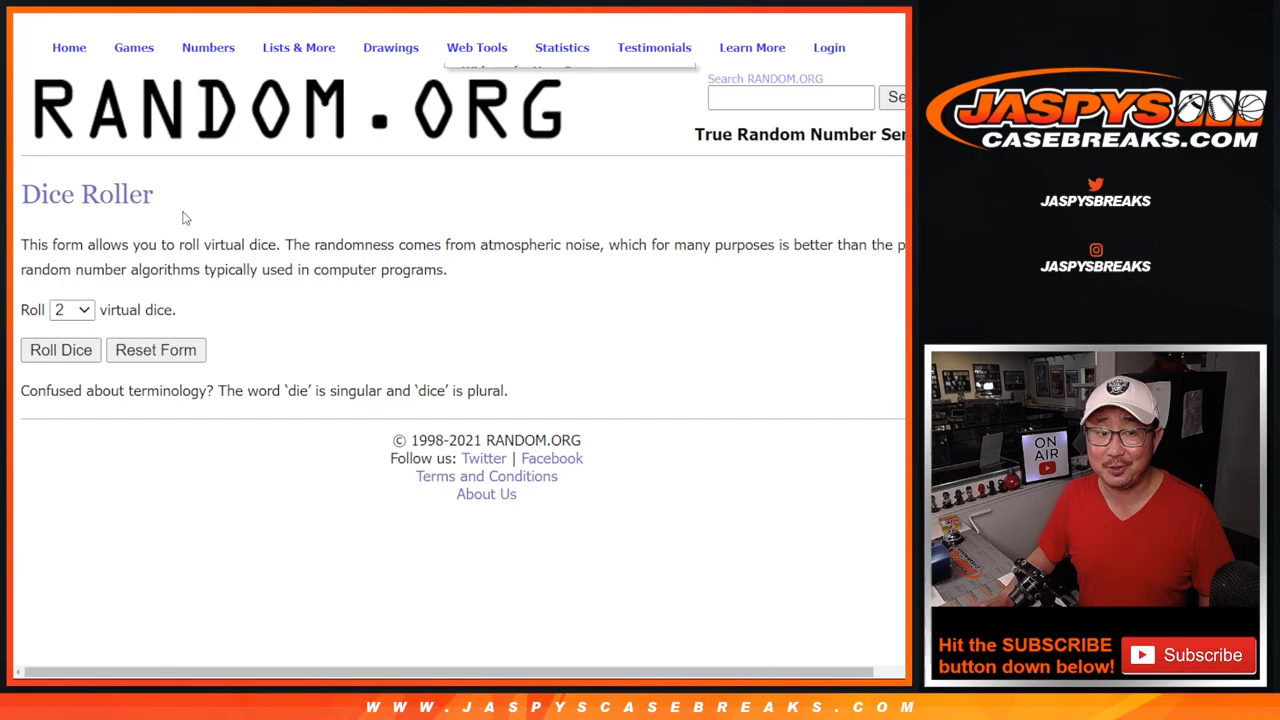 Home Games Numbers Lists & More Drawings Web Tools Statistics Testimonials Learn More Login
RANDOM.ORG
Search RANDOM.ORG
Se
True Random Number Ser
Dice Roller
This form allows you to roll virtual dice. The randomness comes from atmospheric noise, which for many purposes is better than the p
random number algorithms typically used in computer programs.
Roll 2 virtual dice.
Roll Dice Reset Form
Confused about terminology? The word ‘die’ is singular and ‘dice’ is plural.
© 1998-2021 RANDOM.ORG
Follow us: Twitter | Facebook
Terms and Conditions
About Us
JASPYS
CASEBREAKS.COM
JASPYSBREAKS
JASPYSBREAKS
ON
AIR
Hit the SUBSCRIBE
button down below!
Subscribe
WWW.JASPYSCASEBREAKS.COM